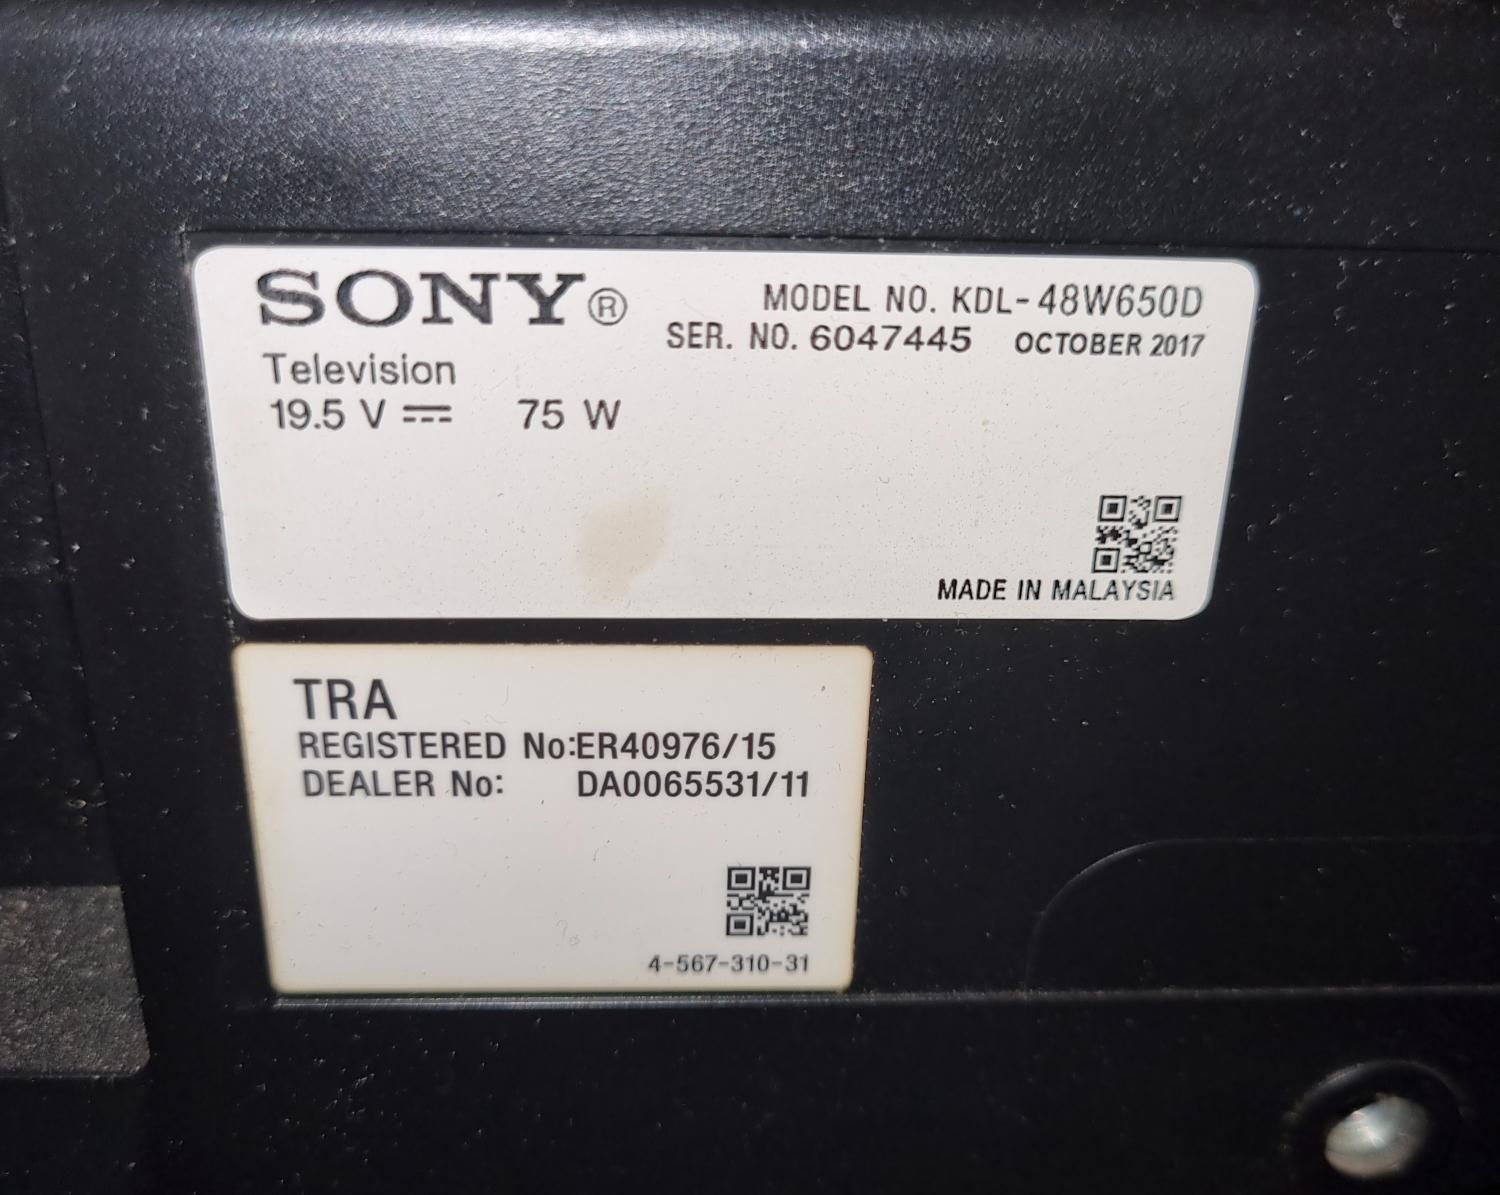 SONY®
MODEL NO. KDL-48W650D
SER. NO. 6047445 OCTOBER 2017
Television
19.5 V ⎓ 75 W
MADE IN MALAYSIA
TRA
REGISTERED No:ER40976/15
DEALER No: DA0065531/11
4-567-310-31